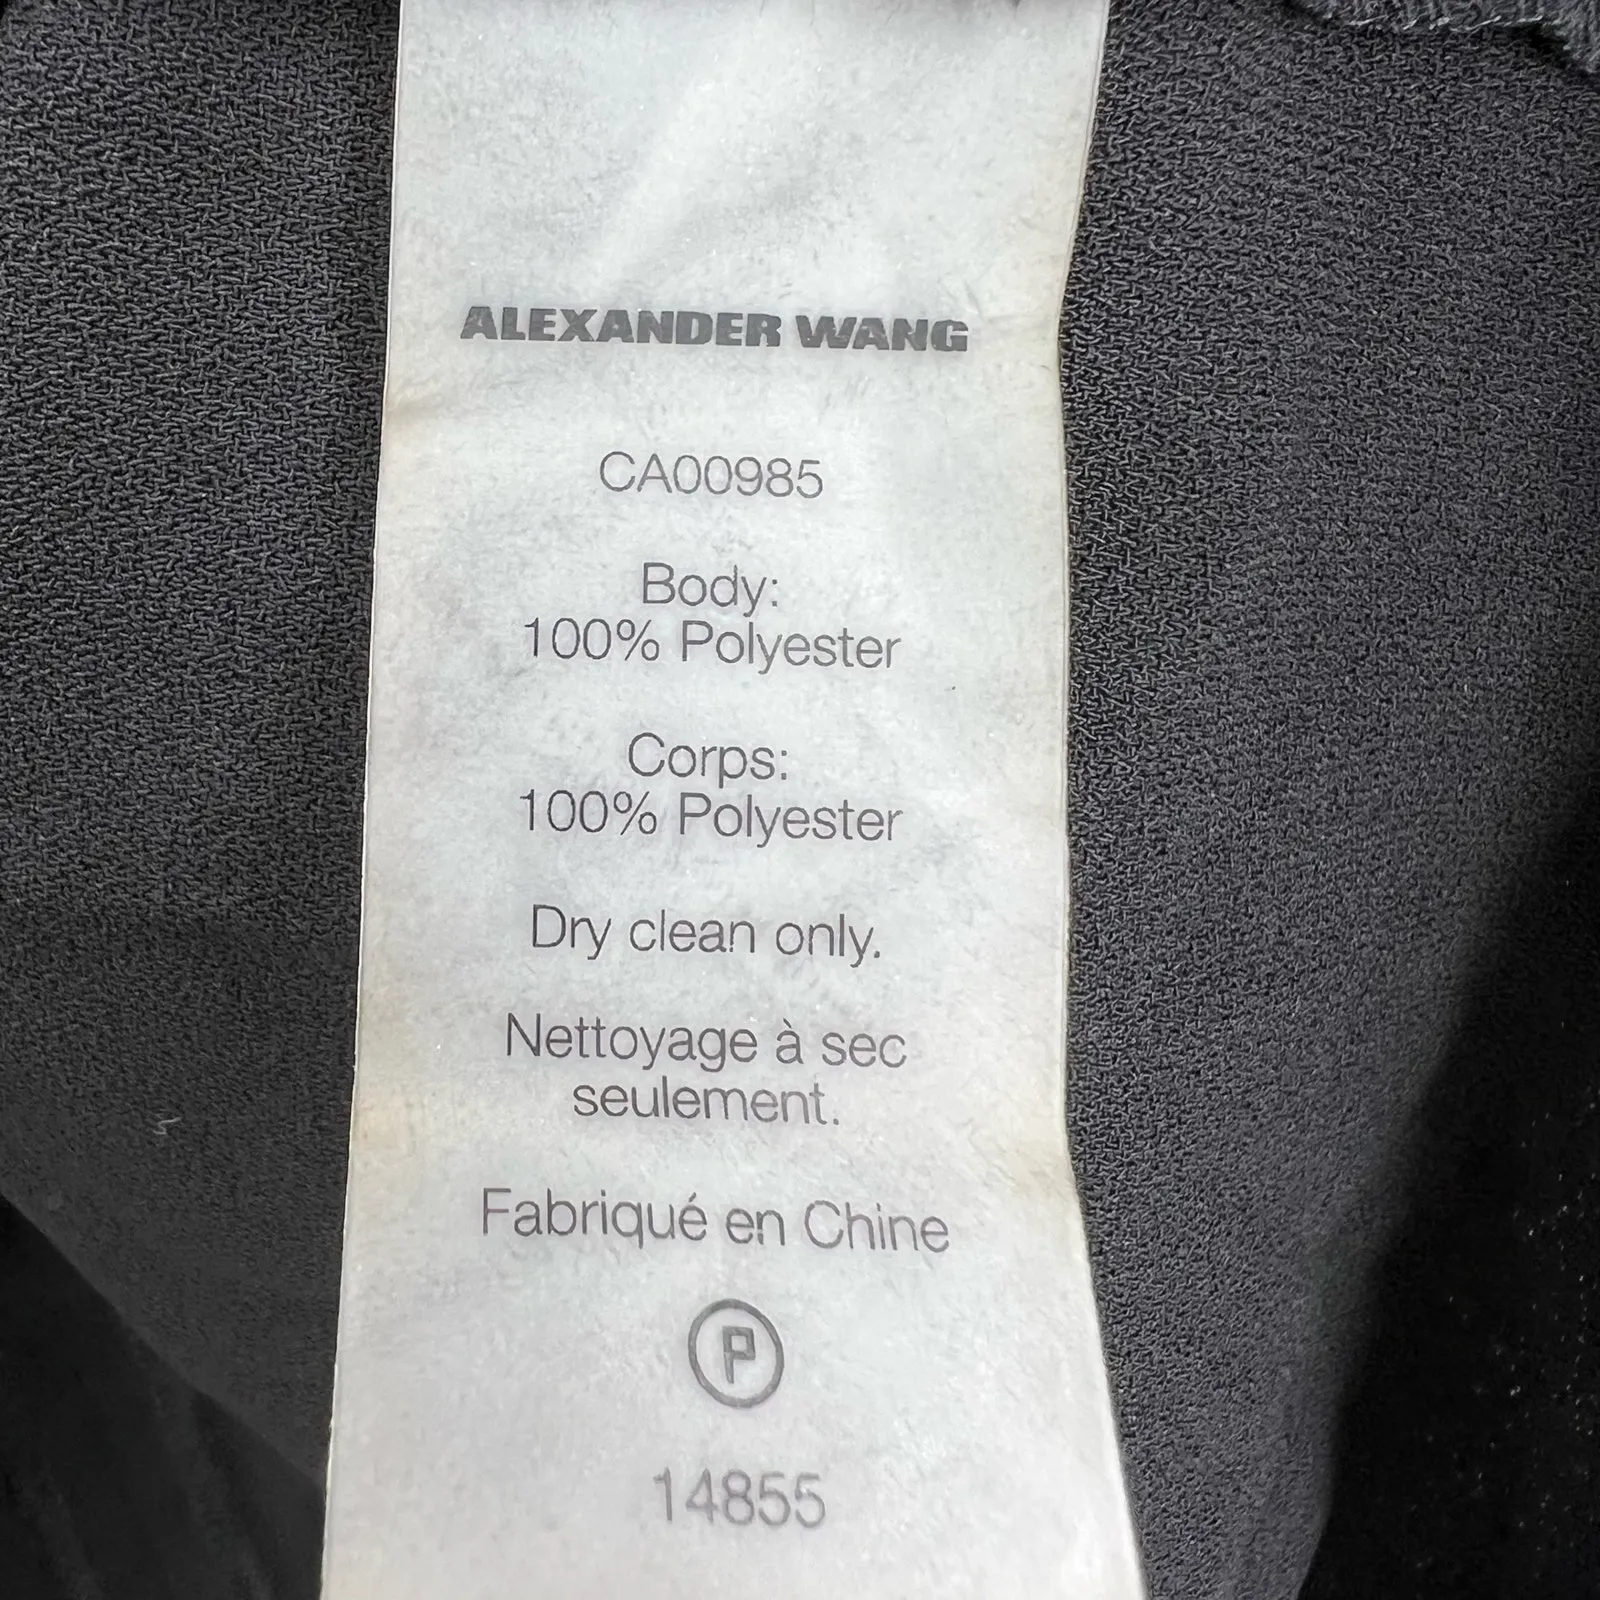 ALEXANDER WANG
CA00985
Body:
100% Polyester
Corps:
100% Polyester
Dry clean only.
Nettoyage à sec
seulement.
Fabriqué en Chine
P
14855